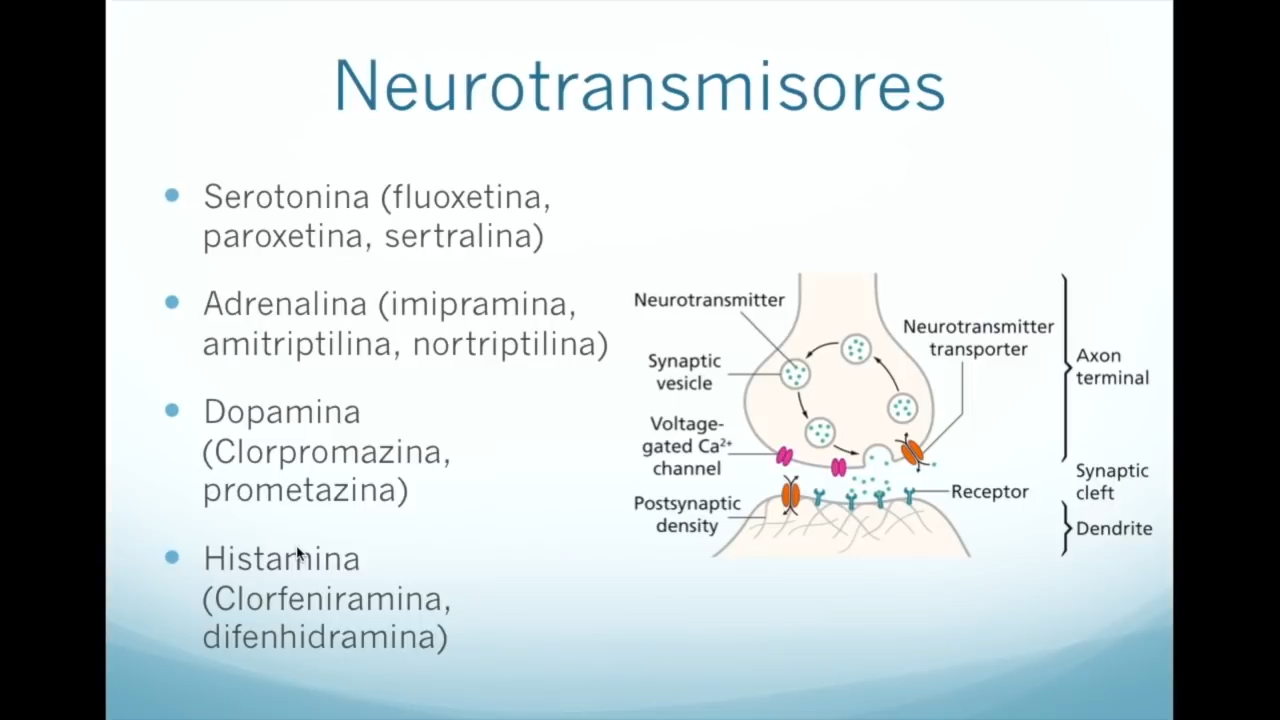 Neurotransmisores
Serotonina (fluoxetina,
paroxetina, sertralina)
Adrenalina (imipramina,
amitriptilina, nortriptilina)
Dopamina
(Clorpromazina,
prometazina)
Histamina
(Clorfeniramina,
difenhidramina)
Neurotransmitter
Synaptic
vesicle
Voltage-
gated Ca²⁺
channel
Postsynaptic
density
Neurotransmitter
transporter
Receptor
Axon
terminal
Synaptic
cleft
Dendrite